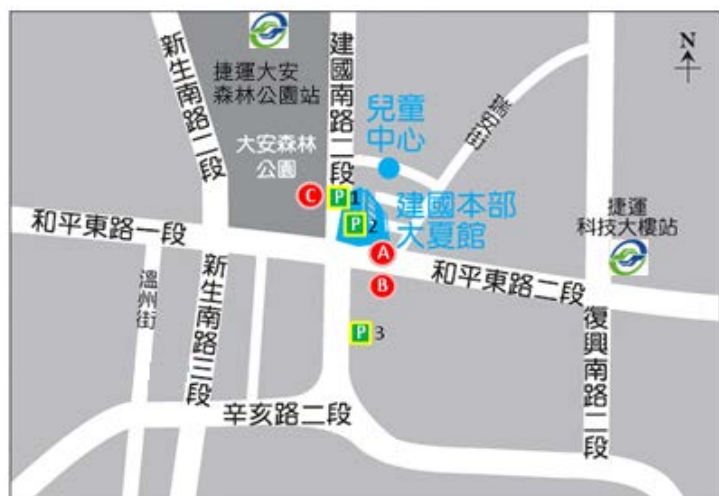 N
捷運大安
森林公園站
新生南路二段
建國南路二段
兒童
中心
瑞安街
大安森林
公園
C
P 1
P 2
建國本部
大夏館
捷運
科技大樓站
和平東路一段
A
和平東路二段
B
溫州街
新生南路三段
P 3
復興南路二段
辛亥路二段